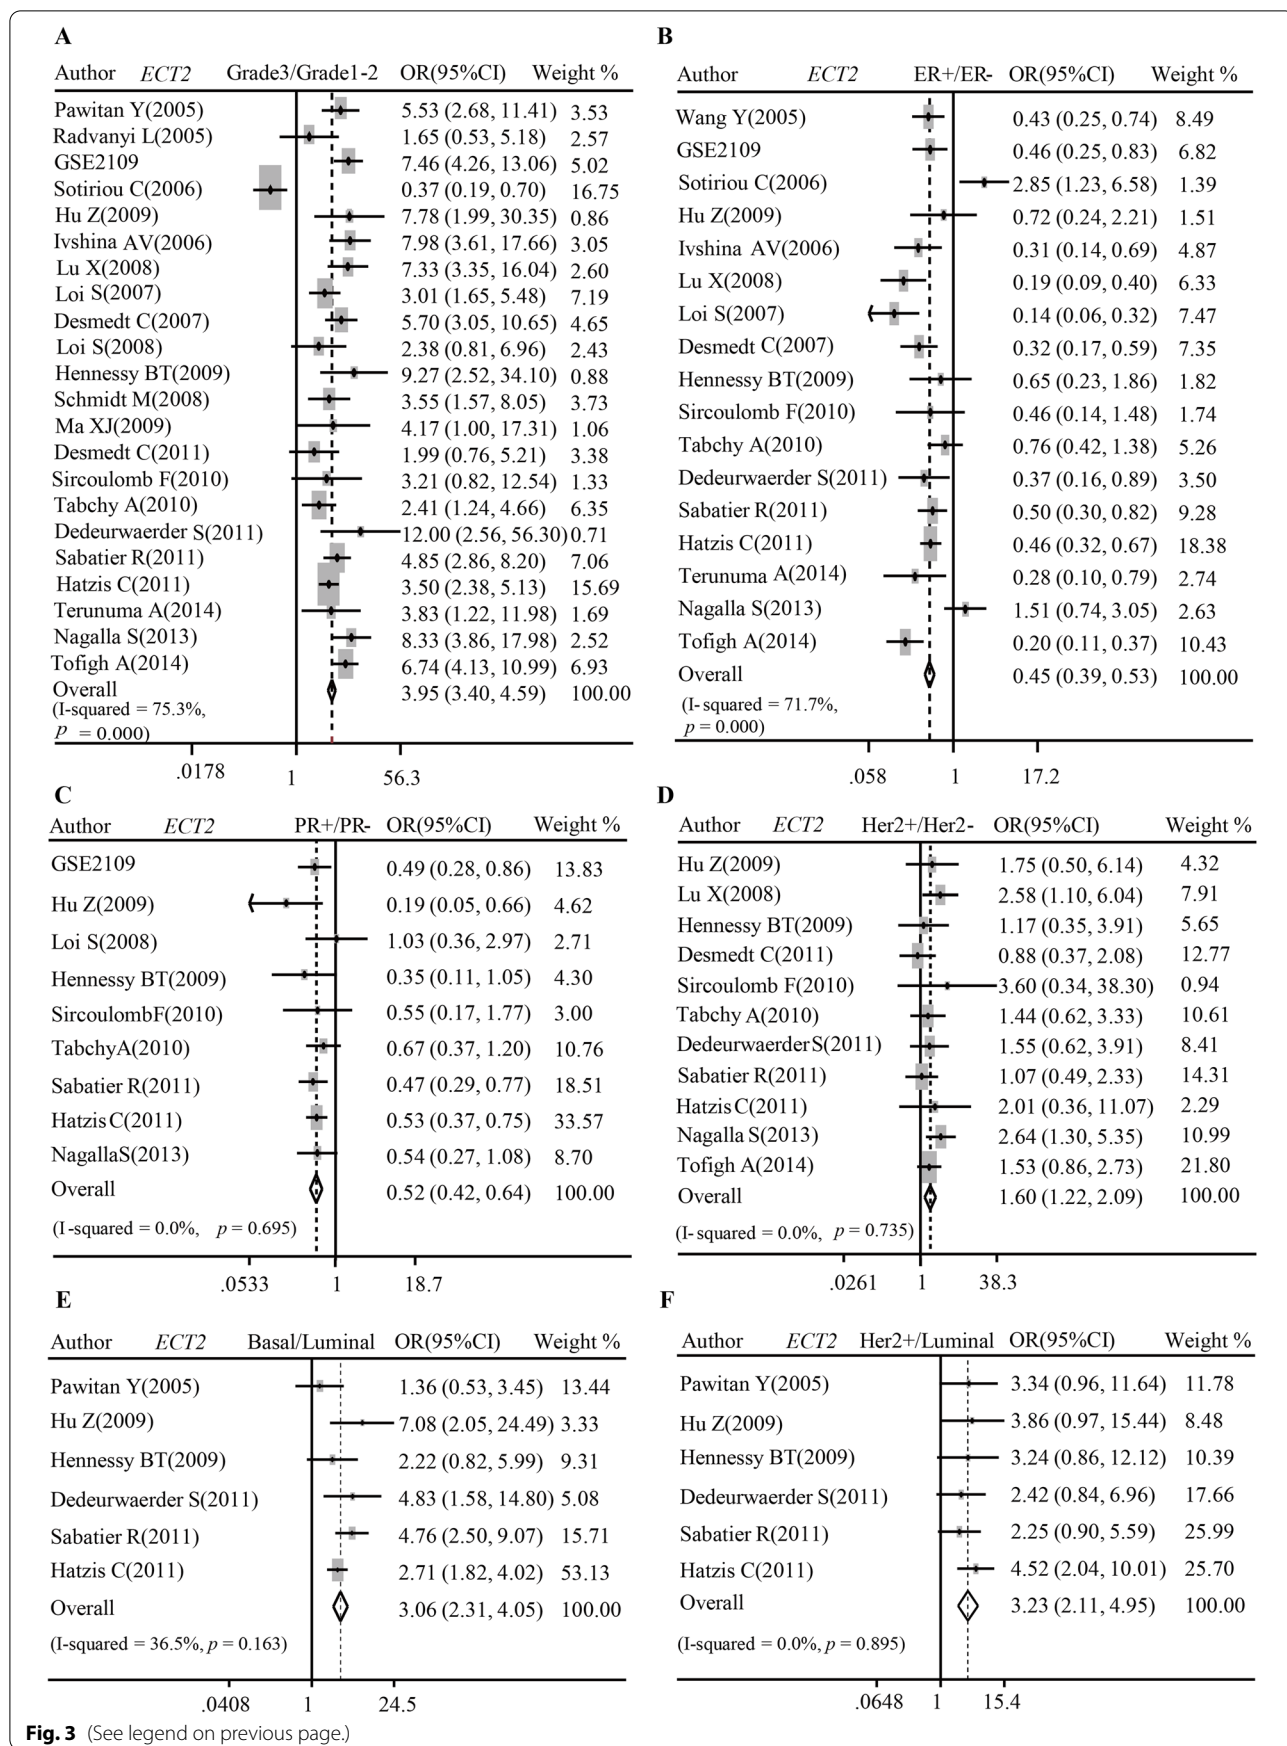 A
Author ECT2 Grade3/Grade1-2 OR(95%CI) Weight %
Pawitan Y(2005) 5.53 (2.68, 11.41) 3.53
Radvanyi L(2005) 1.65 (0.53, 5.18) 2.57
GSE2109 7.46 (4.26, 13.06) 5.02
Sotiriou C(2006) 0.37 (0.19, 0.70) 16.75
Hu Z(2009) 7.78 (1.99, 30.35) 0.86
Ivshina AV(2006) 7.98 (3.61, 17.66) 3.05
Lu X(2008) 7.33 (3.35, 16.04) 2.60
Loi S(2007) 3.01 (1.65, 5.48) 7.19
Desmedt C(2007) 5.70 (3.05, 10.65) 4.65
Loi S(2008) 2.38 (0.81, 6.96) 2.43
Hennessy BT(2009) 9.27 (2.52, 34.10) 0.88
Schmidt M(2008) 3.55 (1.57, 8.05) 3.73
Ma XJ(2009) 4.17 (1.00, 17.31) 1.06
Desmedt C(2011) 1.99 (0.76, 5.21) 3.38
Sircoulomb F(2010) 3.21 (0.82, 12.54) 1.33
Tabchy A(2010) 2.41 (1.24, 4.66) 6.35
Dedeurwaerder S(2011) 12.00 (2.56, 56.30) 0.71
Sabatier R(2011) 4.85 (2.86, 8.20) 7.06
Hatzis C(2011) 3.50 (2.38, 5.13) 15.69
Terunuma A(2014) 3.83 (1.22, 11.98) 1.69
Nagalla S(2013) 8.33 (3.86, 17.98) 2.52
Tofigh A(2014) 6.74 (4.13, 10.99) 6.93
Overall 3.95 (3.40, 4.59) 100.00
(I-squared = 75.3%,
p = 0.000)
.0178 1 56.3
B
Author ECT2 ER+/ER- OR(95%CI) Weight %
Wang Y(2005) 0.43 (0.25, 0.74) 8.49
GSE2109 0.46 (0.25, 0.83) 6.82
Sotiriou C(2006) 2.85 (1.23, 6.58) 1.39
Hu Z(2009) 0.72 (0.24, 2.21) 1.51
Ivshina AV(2006) 0.31 (0.14, 0.69) 4.87
Lu X(2008) 0.19 (0.09, 0.40) 6.33
Loi S(2007) 0.14 (0.06, 0.32) 7.47
Desmedt C(2007) 0.32 (0.17, 0.59) 7.35
Hennessy BT(2009) 0.65 (0.23, 1.86) 1.82
Sircoulomb F(2010) 0.46 (0.14, 1.48) 1.74
Tabchy A(2010) 0.76 (0.42, 1.38) 5.26
Dedeurwaerder S(2011) 0.37 (0.16, 0.89) 3.50
Sabatier R(2011) 0.50 (0.30, 0.82) 9.28
Hatzis C(2011) 0.46 (0.32, 0.67) 18.38
Terunuma A(2014) 0.28 (0.10, 0.79) 2.74
Nagalla S(2013) 1.51 (0.74, 3.05) 2.63
Tofigh A(2014) 0.20 (0.11, 0.37) 10.43
Overall 0.45 (0.39, 0.53) 100.00
(I-squared = 71.7%,
p = 0.000)
.058 1 17.2
C
Author ECT2 PR+/PR- OR(95%CI) Weight %
GSE2109 0.49 (0.28, 0.86) 13.83
Hu Z(2009) 0.19 (0.05, 0.66) 4.62
Loi S(2008) 1.03 (0.36, 2.97) 2.71
Hennessy BT(2009) 0.35 (0.11, 1.05) 4.30
SircoulombF(2010) 0.55 (0.17, 1.77) 3.00
TabchyA(2010) 0.67 (0.37, 1.20) 10.76
Sabatier R(2011) 0.47 (0.29, 0.77) 18.51
Hatzis C(2011) 0.53 (0.37, 0.75) 33.57
NagallaS(2013) 0.54 (0.27, 1.08) 8.70
Overall 0.52 (0.42, 0.64) 100.00
(I-squared = 0.0%, p = 0.695)
.0533 1 18.7
D
Author ECT2 Her2+/Her2- OR(95%CI) Weight %
Hu Z(2009) 1.75 (0.50, 6.14) 4.32
Lu X(2008) 2.58 (1.10, 6.04) 7.91
Hennessy BT(2009) 1.17 (0.35, 3.91) 5.65
Desmedt C(2011) 0.88 (0.37, 2.08) 12.77
Sircoulomb F(2010) 3.60 (0.34, 38.30) 0.94
Tabchy A(2010) 1.44 (0.62, 3.33) 10.61
DedeurwaerderS(2011) 1.55 (0.62, 3.91) 8.41
Sabatier R(2011) 1.07 (0.49, 2.33) 14.31
Hatzis C(2011) 2.01 (0.36, 11.07) 2.29
Nagalla S(2013) 2.64 (1.30, 5.35) 10.99
Tofigh A(2014) 1.53 (0.86, 2.73) 21.80
Overall 1.60 (1.22, 2.09) 100.00
(I-squared = 0.0%, p = 0.735)
.0261 1 38.3
E
Author ECT2 Basal/Luminal OR(95%CI) Weight %
Pawitan Y(2005) 1.36 (0.53, 3.45) 13.44
Hu Z(2009) 7.08 (2.05, 24.49) 3.33
Hennessy BT(2009) 2.22 (0.82, 5.99) 9.31
Dedeurwaerder S(2011) 4.83 (1.58, 14.80) 5.08
Sabatier R(2011) 4.76 (2.50, 9.07) 15.71
Hatzis C(2011) 2.71 (1.82, 4.02) 53.13
Overall 3.06 (2.31, 4.05) 100.00
(I-squared = 36.5%, p = 0.163)
.0408 1 24.5
F
Author ECT2 Her2+/Luminal OR(95%CI) Weight %
Pawitan Y(2005) 3.34 (0.96, 11.64) 11.78
Hu Z(2009) 3.86 (0.97, 15.44) 8.48
Hennessy BT(2009) 3.24 (0.86, 12.12) 10.39
Dedeurwaerder S(2011) 2.42 (0.84, 6.96) 17.66
Sabatier R(2011) 2.25 (0.90, 5.59) 25.99
Hatzis C(2011) 4.52 (2.04, 10.01) 25.70
Overall 3.23 (2.11, 4.95) 100.00
(I-squared = 0.0%, p = 0.895)
.0648 1 15.4
Fig. 3 (See legend on previous page.)